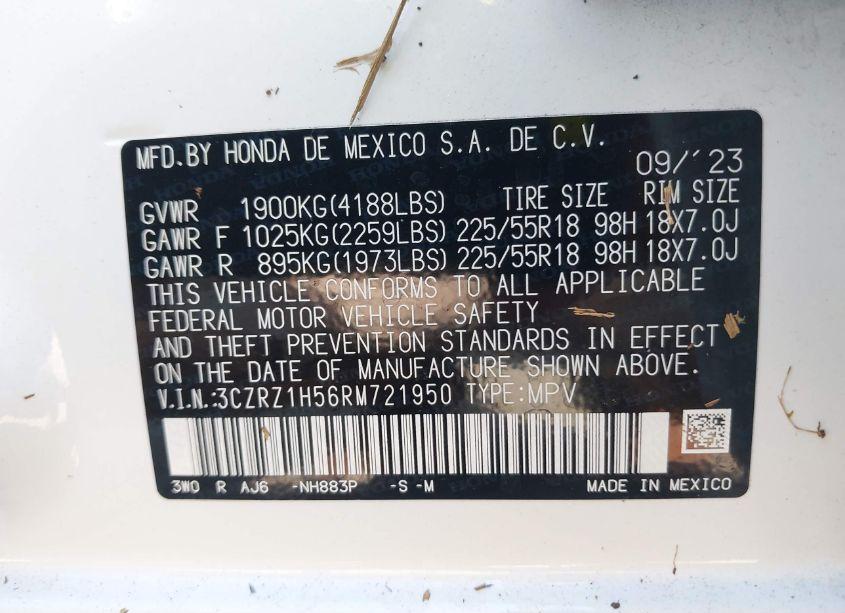 MFD.BY HONDA DE MEXICO S.A. DE C.V.
09/'23
GVWR 1900KG(4188LBS) TIRE SIZE RIM SIZE
GAWR F 1025KG(2259LBS) 225/55R18 98H 18X7.0J
GAWR R 895KG(1973LBS) 225/55R18 98H 18X7.0J
THIS VEHICLE CONFORMS TO ALL APPLICABLE
FEDERAL MOTOR VEHICLE SAFETY
AND THEFT PREVENTION STANDARDS IN EFFECT
ON THE DATE OF MANUFACTURE SHOWN ABOVE.
V.I.N.:3CZRZ1H56RM721950 TYPE:MPV
3W0 R AJ6 -NH883P -S -M MADE IN MEXICO